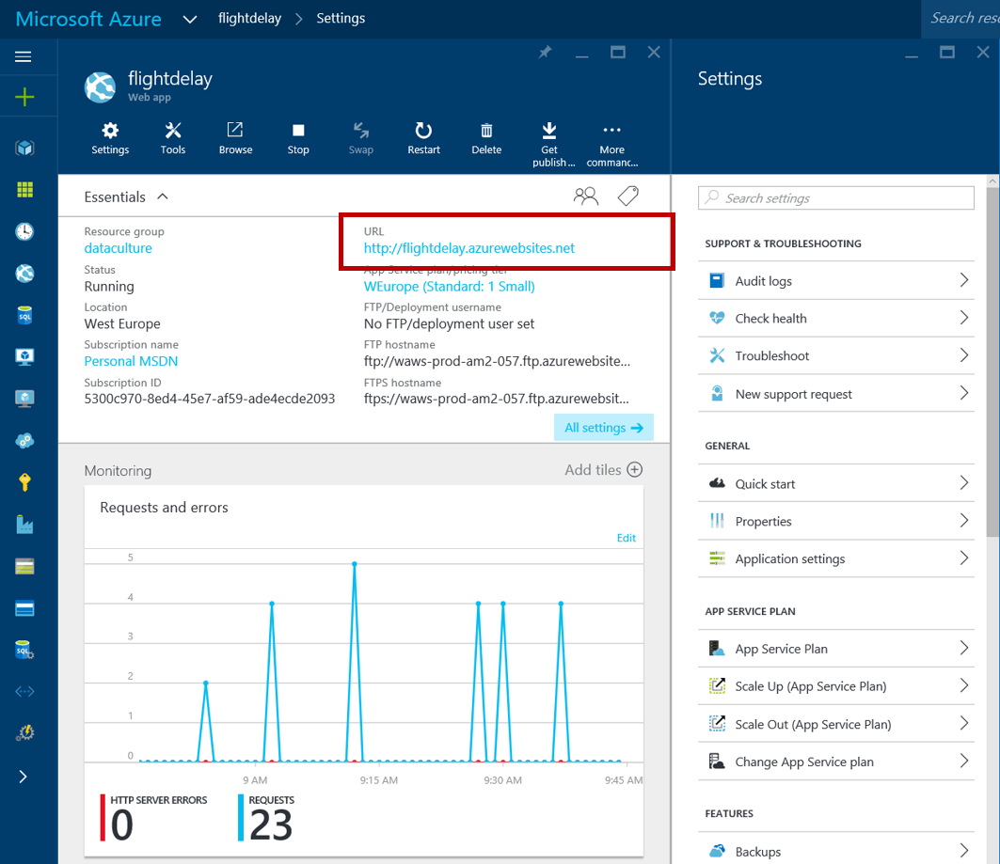 Microsoft Azure flightdelay Settings Search reso
flightdelay
Web app
Settings
Tools
Browse
Stop
Swap
Restart
Delete
Get publish...
More commanc...
Essentials
Resource group
dataculture
Status
Running
Location
West Europe
Subscription name
Personal MSDN
Subscription ID
5300c970-8ed4-45e7-af59-ade4ecde2093
URL
http://flightdelay.azurewebsites.net
App Service plan/pricing tier
WEurope (Standard: 1 Small)
FTP/Deployment username
No FTP/deployment user set
FTP hostname
ftp://waws-prod-am2-057.ftp.azurewebsite...
FTPS hostname
ftps://waws-prod-am2-057.ftp.azurewebsit...
All settings
Monitoring
Add tiles
Requests and errors
Edit
5
4
3
2
1
0
9 AM 9:15 AM 9:30 AM 9:45 AM
HTTP SERVER ERRORS
0
REQUESTS
23
Settings
Search settings
SUPPORT & TROUBLESHOOTING
Audit logs
Check health
Troubleshoot
New support request
GENERAL
Quick start
Properties
Application settings
APP SERVICE PLAN
App Service Plan
Scale Up (App Service Plan)
Scale Out (App Service Plan)
Change App Service plan
FEATURES
Backups